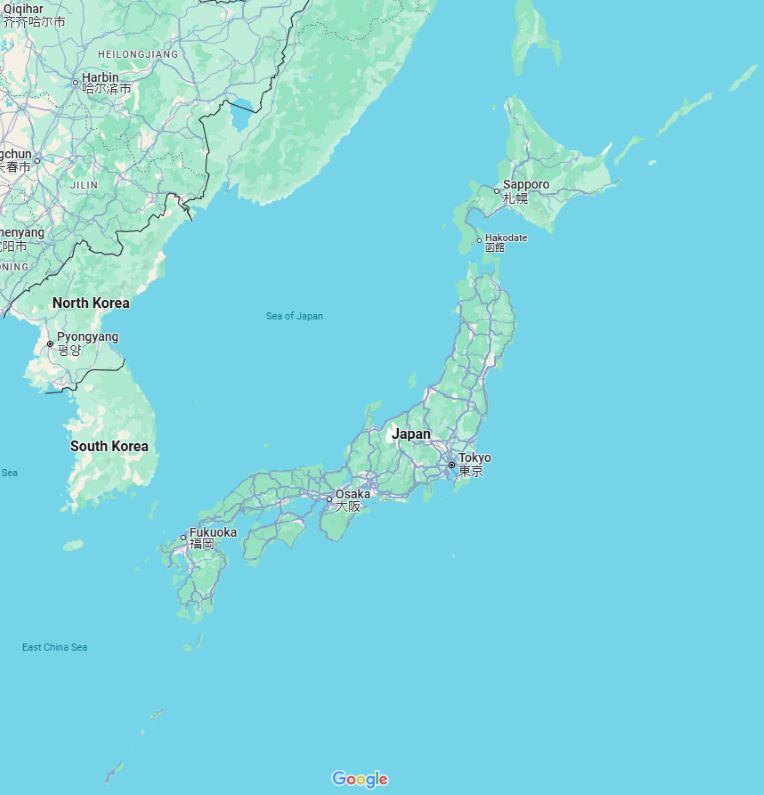 Qiqihar
齐齐哈尔市
HEILONGJIANG
Harbin
哈尔滨市
gchun
长春市
JILIN
henyang
沈阳市
ONING
Sapporo
札幌
Hakodate
函館
North Korea
Sea of Japan
Pyongyang
평양
South Korea
Japan
Tokyo
東京
Sea
Osaka
大阪
Fukuoka
福岡
East China Sea
Google